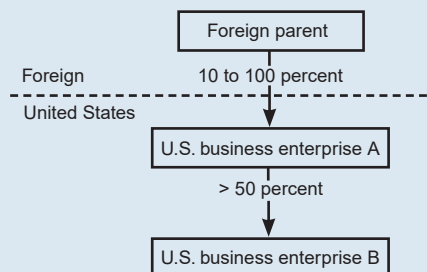 Foreign parent
Foreign
10 to 100 percent
United States
U.S. business enterprise A
> 50 percent
U.S. business enterprise B